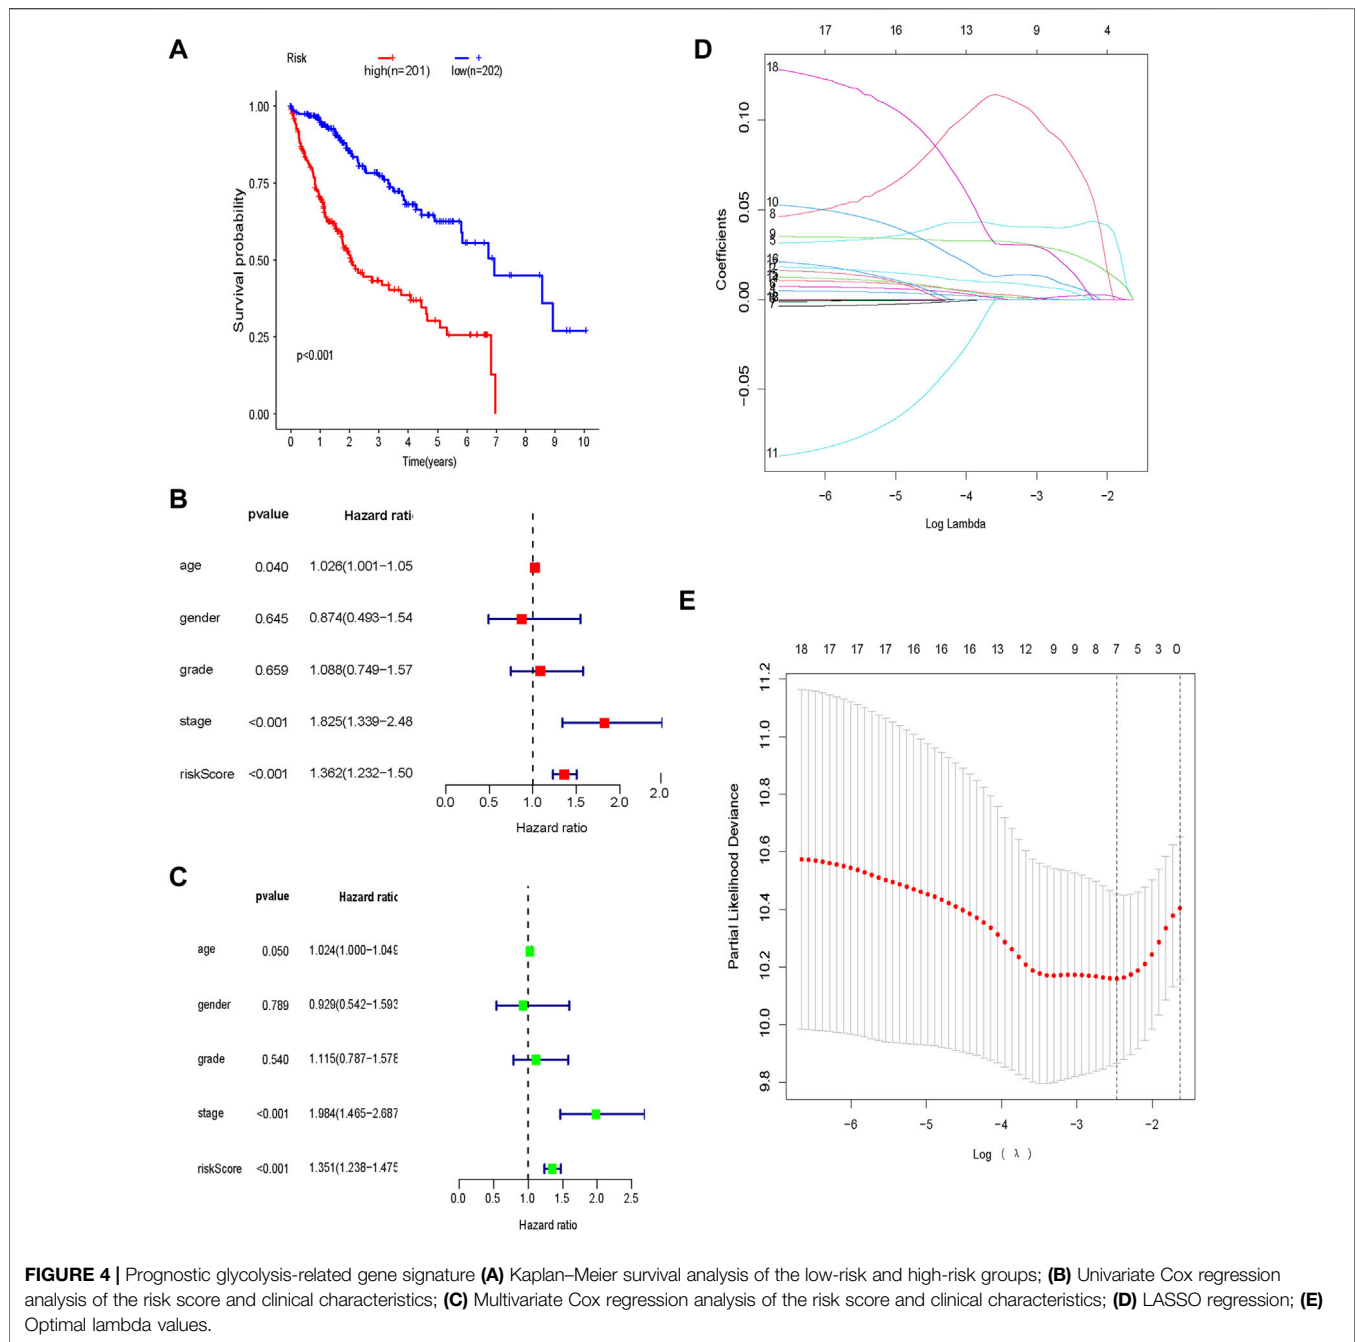 A
Risk
high(n=201)
low(n=202)
Survival probability
1.00
0.75
0.50
0.25
0.00
p<0.001
0 1 2 3 4 5 6 7 8 9 10
Time(years)
B
pvalue Hazard rati
age 0.040 1.026(1.001−1.05
gender 0.645 0.874(0.493−1.54
grade 0.659 1.088(0.749−1.57
stage <0.001 1.825(1.339−2.48
riskScore <0.001 1.362(1.232−1.50
0.0 0.5 1.0 1.5 2.0 2.0
Hazard ratio
C
pvalue Hazard ratio
age 0.050 1.024(1.000−1.049
gender 0.789 0.929(0.542−1.593
grade 0.540 1.115(0.787−1.578
stage <0.001 1.984(1.465−2.687
riskScore <0.001 1.351(1.238−1.475
0.0 0.5 1.0 1.5 2.0 2.5
Hazard ratio
D
17 16 13 9 4
Coefficients
0.10
0.05
0.00
−0.05
18
10
8
9
5
16
11
−6 −5 −4 −3 −2
Log Lambda
E
18 17 17 17 16 16 16 13 12 9 9 8 7 5 3 0
Partial Likelihood Deviance
11.2
11.0
10.8
10.6
10.4
10.2
10.0
9.8
−6 −5 −4 −3 −2
Log ( λ )
FIGURE 4 | Prognostic glycolysis-related gene signature (A) Kaplan–Meier survival analysis of the low-risk and high-risk groups; (B) Univariate Cox regression
analysis of the risk score and clinical characteristics; (C) Multivariate Cox regression analysis of the risk score and clinical characteristics; (D) LASSO regression; (E)
Optimal lambda values.